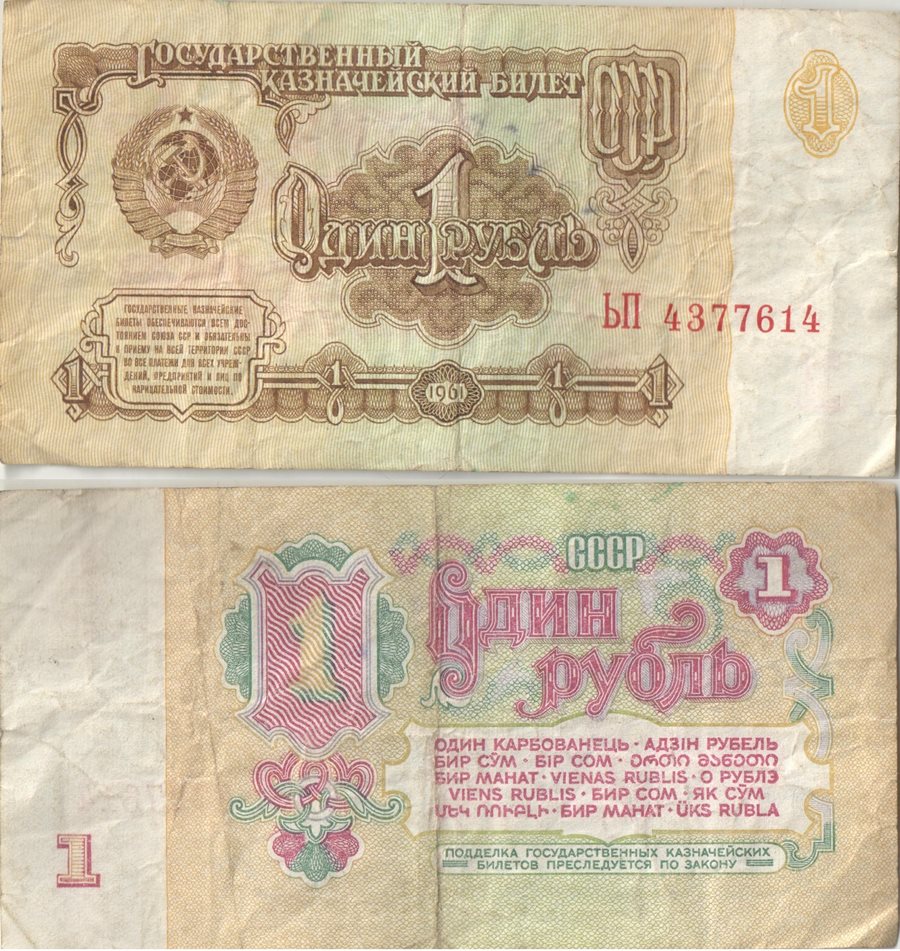 ГОСУДАРСТВЕННЫЙ
КАЗНАЧЕЙСКИЙ БИЛЕТ
СССР
1
ОДИН 1 РУБЛЬ
ЬП 4377614
ГОСУДАРСТВЕННЫЕ КАЗНАЧЕЙСКИЕ
БИЛЕТЫ ОБЕСПЕЧИВАЮТСЯ ВСЕМ ДОС-
ТОЯНИЕМ СОЮЗА ССР И ОБЯЗАТЕЛЬНЫ
К ПРИЕМУ НА ВСЕЙ ТЕРРИТОРИИ СССР
ВО ВСЕ ПЛАТЕЖИ ДЛЯ ВСЕХ УЧРЕЖ-
ДЕНИЙ, ПРЕДПРИЯТИЙ И ЛИЦ ПО
НАРИЦАТЕЛЬНОЙ СТОИМОСТИ.
1 1 1961 1 1
СССР
1
1
ОДИН
РУБЛЬ
ОДИН КАРБОВАНЕЦЬ · АДЗІН РУБЕЛЬ
БИР СЎМ · БІР СОМ · ერთი მანეთი
БИР МАНАТ · VIENAS RUBLIS · О РУБЛЭ
VIENS RUBLIS · БИР СОМ · ЯК СӮМ
ՄԵԿ ՌՈՒԲԼԻ · БИР МАНАТ · ÜKS RUBLA
1
ПОДДЕЛКА ГОСУДАРСТВЕННЫХ КАЗНАЧЕЙСКИХ
БИЛЕТОВ ПРЕСЛЕДУЕТСЯ ПО ЗАКОНУ